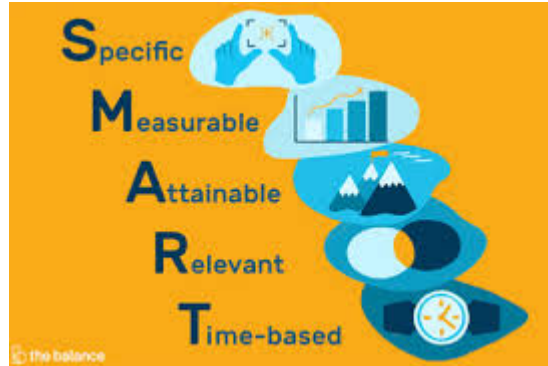 Specific
Measurable
Attainable
Relevant
Time-based
the balance